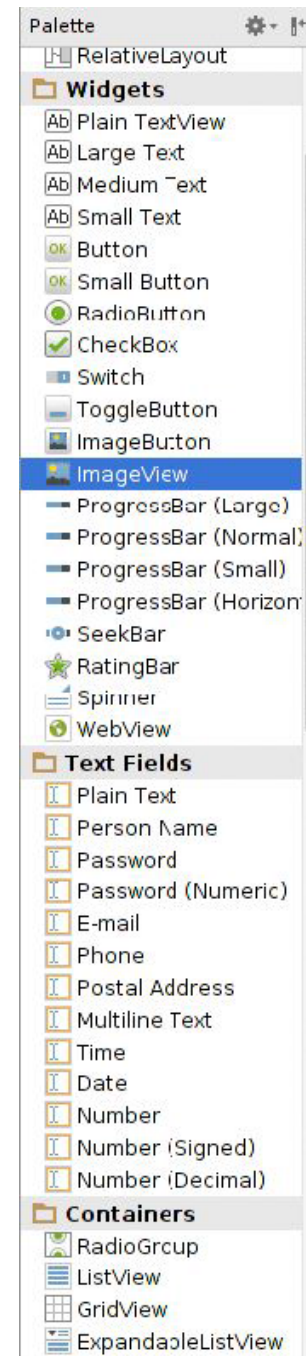 Palette
RelativeLayout
Widgets
Ab Plain TextView
Ab Large Text
Ab Medium Text
Ab Small Text
OK Button
OK Small Button
RadioButton
CheckBox
Switch
ToggleButton
ImageButton
ImageView
ProgressBar (Large)
ProgressBar (Normal)
ProgressBar (Small)
ProgressBar (Horizon
SeekBar
RatingBar
Spinner
WebView
Text Fields
Plain Text
Person Name
Password
Password (Numeric)
E-mail
Phone
Postal Address
Multiline Text
Time
Date
Number
Number (Signed)
Number (Decimal)
Containers
RadioGroup
ListView
GridView
ExpandableListView